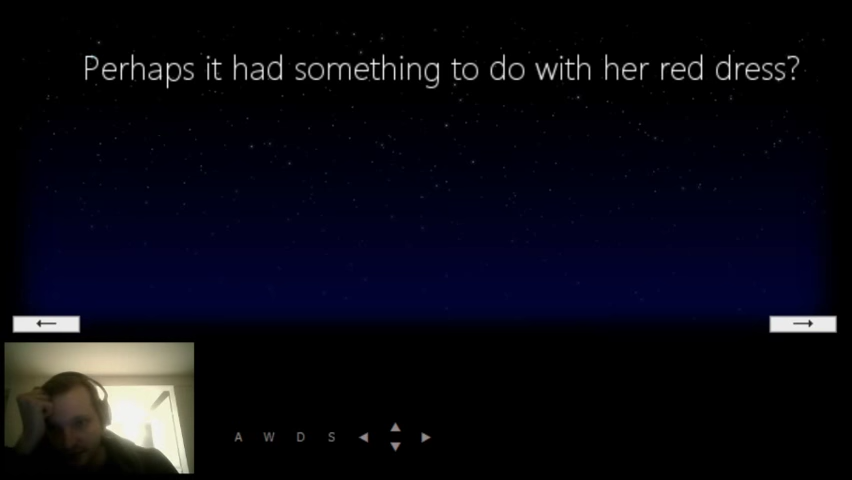 Perhaps it had something to do with her red dress?
← →
A W D S ◄ ▲ ▼ ►